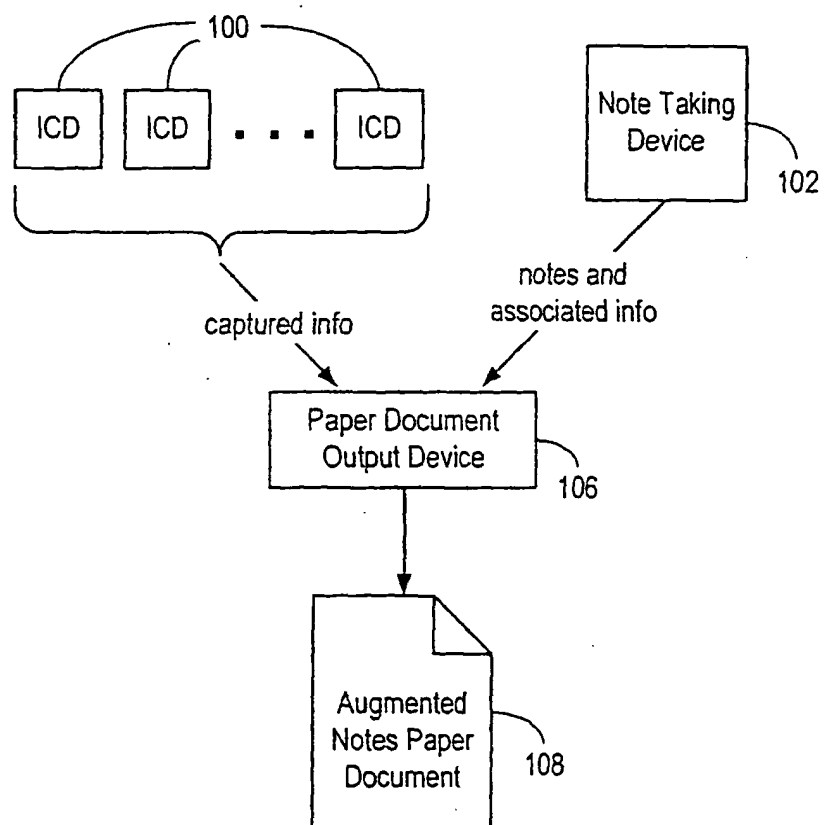 100
ICD ICD . . . ICD
Note Taking
Device
102
captured info
notes and
associated info
Paper Document
Output Device
106
Augmented
Notes Paper
Document
108